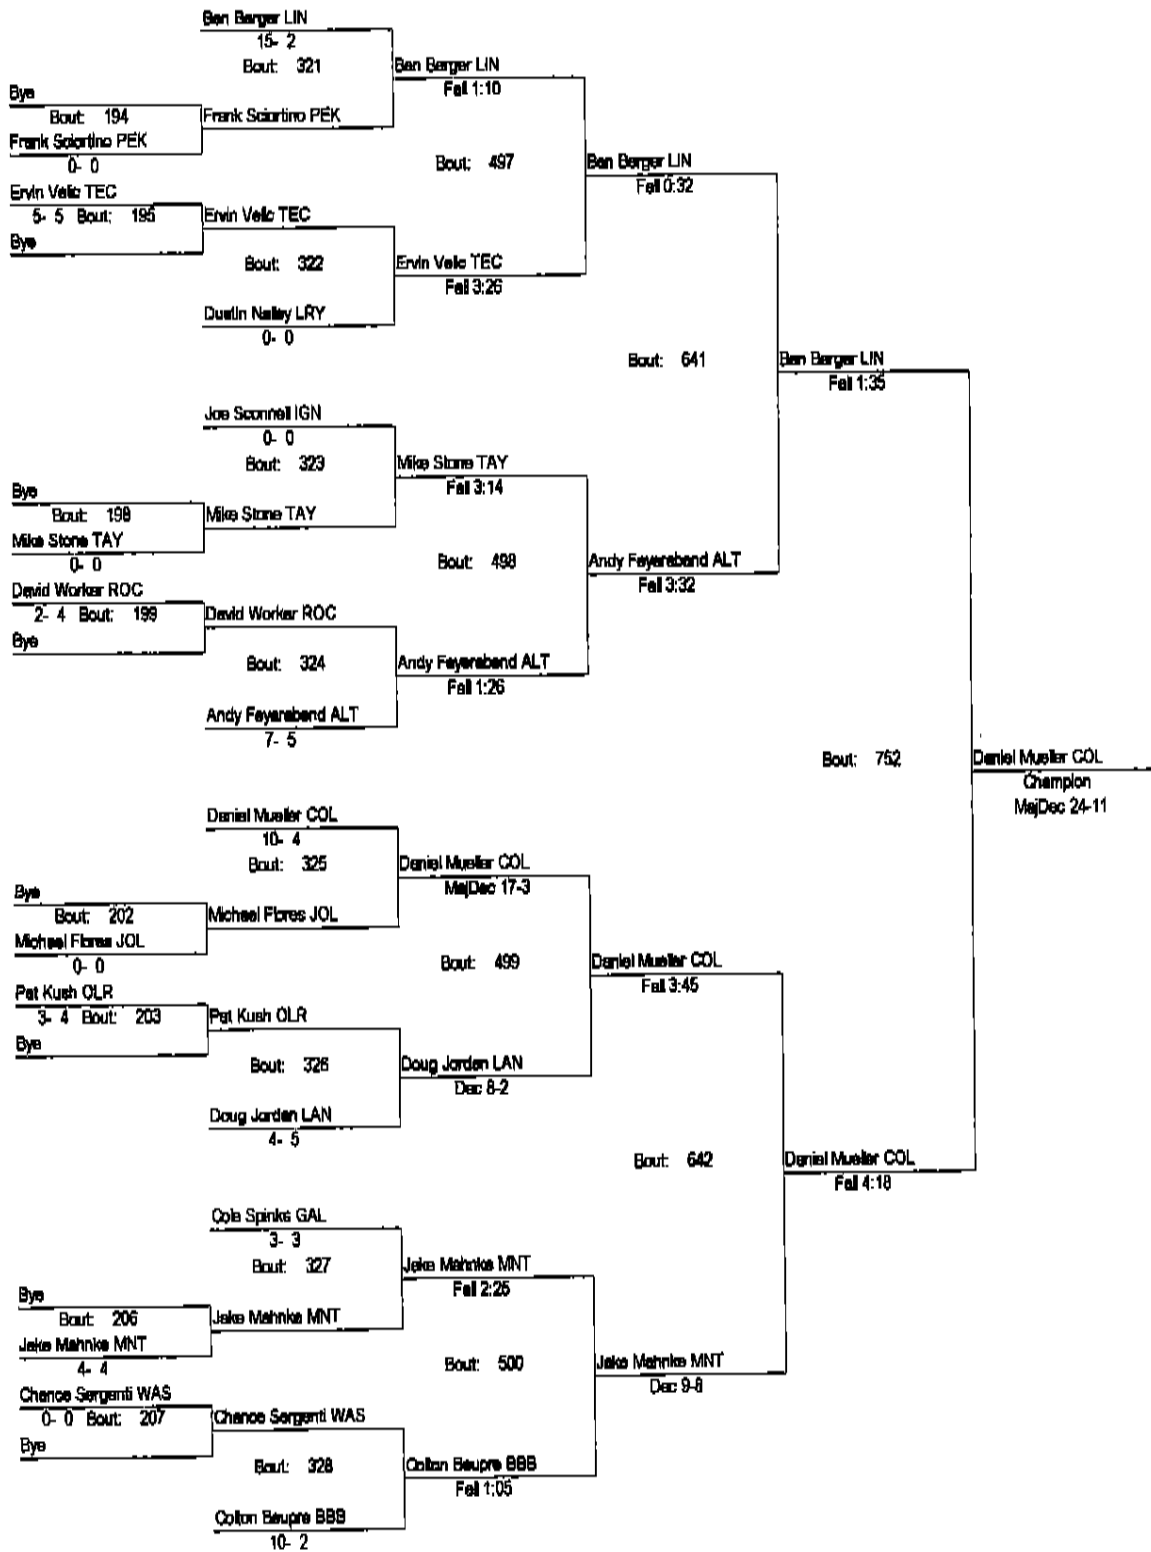 Ben Berger LIN
15- 2
Bout: 321
Ben Berger LIN
Fall 1:10
Bye
Bout: 194
Frank Sciortino PEK
Frank Sciortino PEK
0- 0
Bout: 497
Ben Berger LIN
Fall 0:32
Ervin Velic TEC
5- 5 Bout: 195
Ervin Velic TEC
Bye
Bout: 322
Ervin Velic TEC
Fall 3:26
Dustin Nailey LRY
0- 0
Bout: 641
Ben Berger LIN
Fall 1:35
Joe Sconnell IGN
0- 0
Bout: 323
Mike Stone TAY
Fall 3:14
Bye
Bout: 198
Mike Stone TAY
Mike Stone TAY
0- 0
Bout: 498
Andy Feyerabend ALT
Fall 3:32
David Worker ROC
2- 4 Bout: 199
David Worker ROC
Bye
Bout: 324
Andy Feyerabend ALT
Fall 1:26
Andy Feyerabend ALT
7- 5
Bout: 752
Daniel Mueller COL
Champion
MajDec 24-11
Daniel Mueller COL
10- 4
Bout: 325
Daniel Mueller COL
MajDec 17-3
Bye
Bout: 202
Michael Flores JOL
Michael Flores JOL
0- 0
Bout: 499
Daniel Mueller COL
Fall 3:45
Pat Kush OLR
3- 4 Bout: 203
Pat Kush OLR
Bye
Bout: 326
Doug Jordan LAN
Dec 8-2
Doug Jordan LAN
4- 5
Bout: 642
Daniel Mueller COL
Fall 4:18
Cole Spinks GAL
3- 3
Bout: 327
Jake Mahnke MNT
Fall 2:25
Bye
Bout: 206
Jake Mahnke MNT
Jake Mahnke MNT
4- 4
Bout: 500
Jake Mahnke MNT
Dec 9-8
Chance Sergenti WAS
0- 0 Bout: 207
Chance Sergenti WAS
Bye
Bout: 328
Colton Beupre BBB
Fall 1:05
Colton Beupre BBB
10- 2